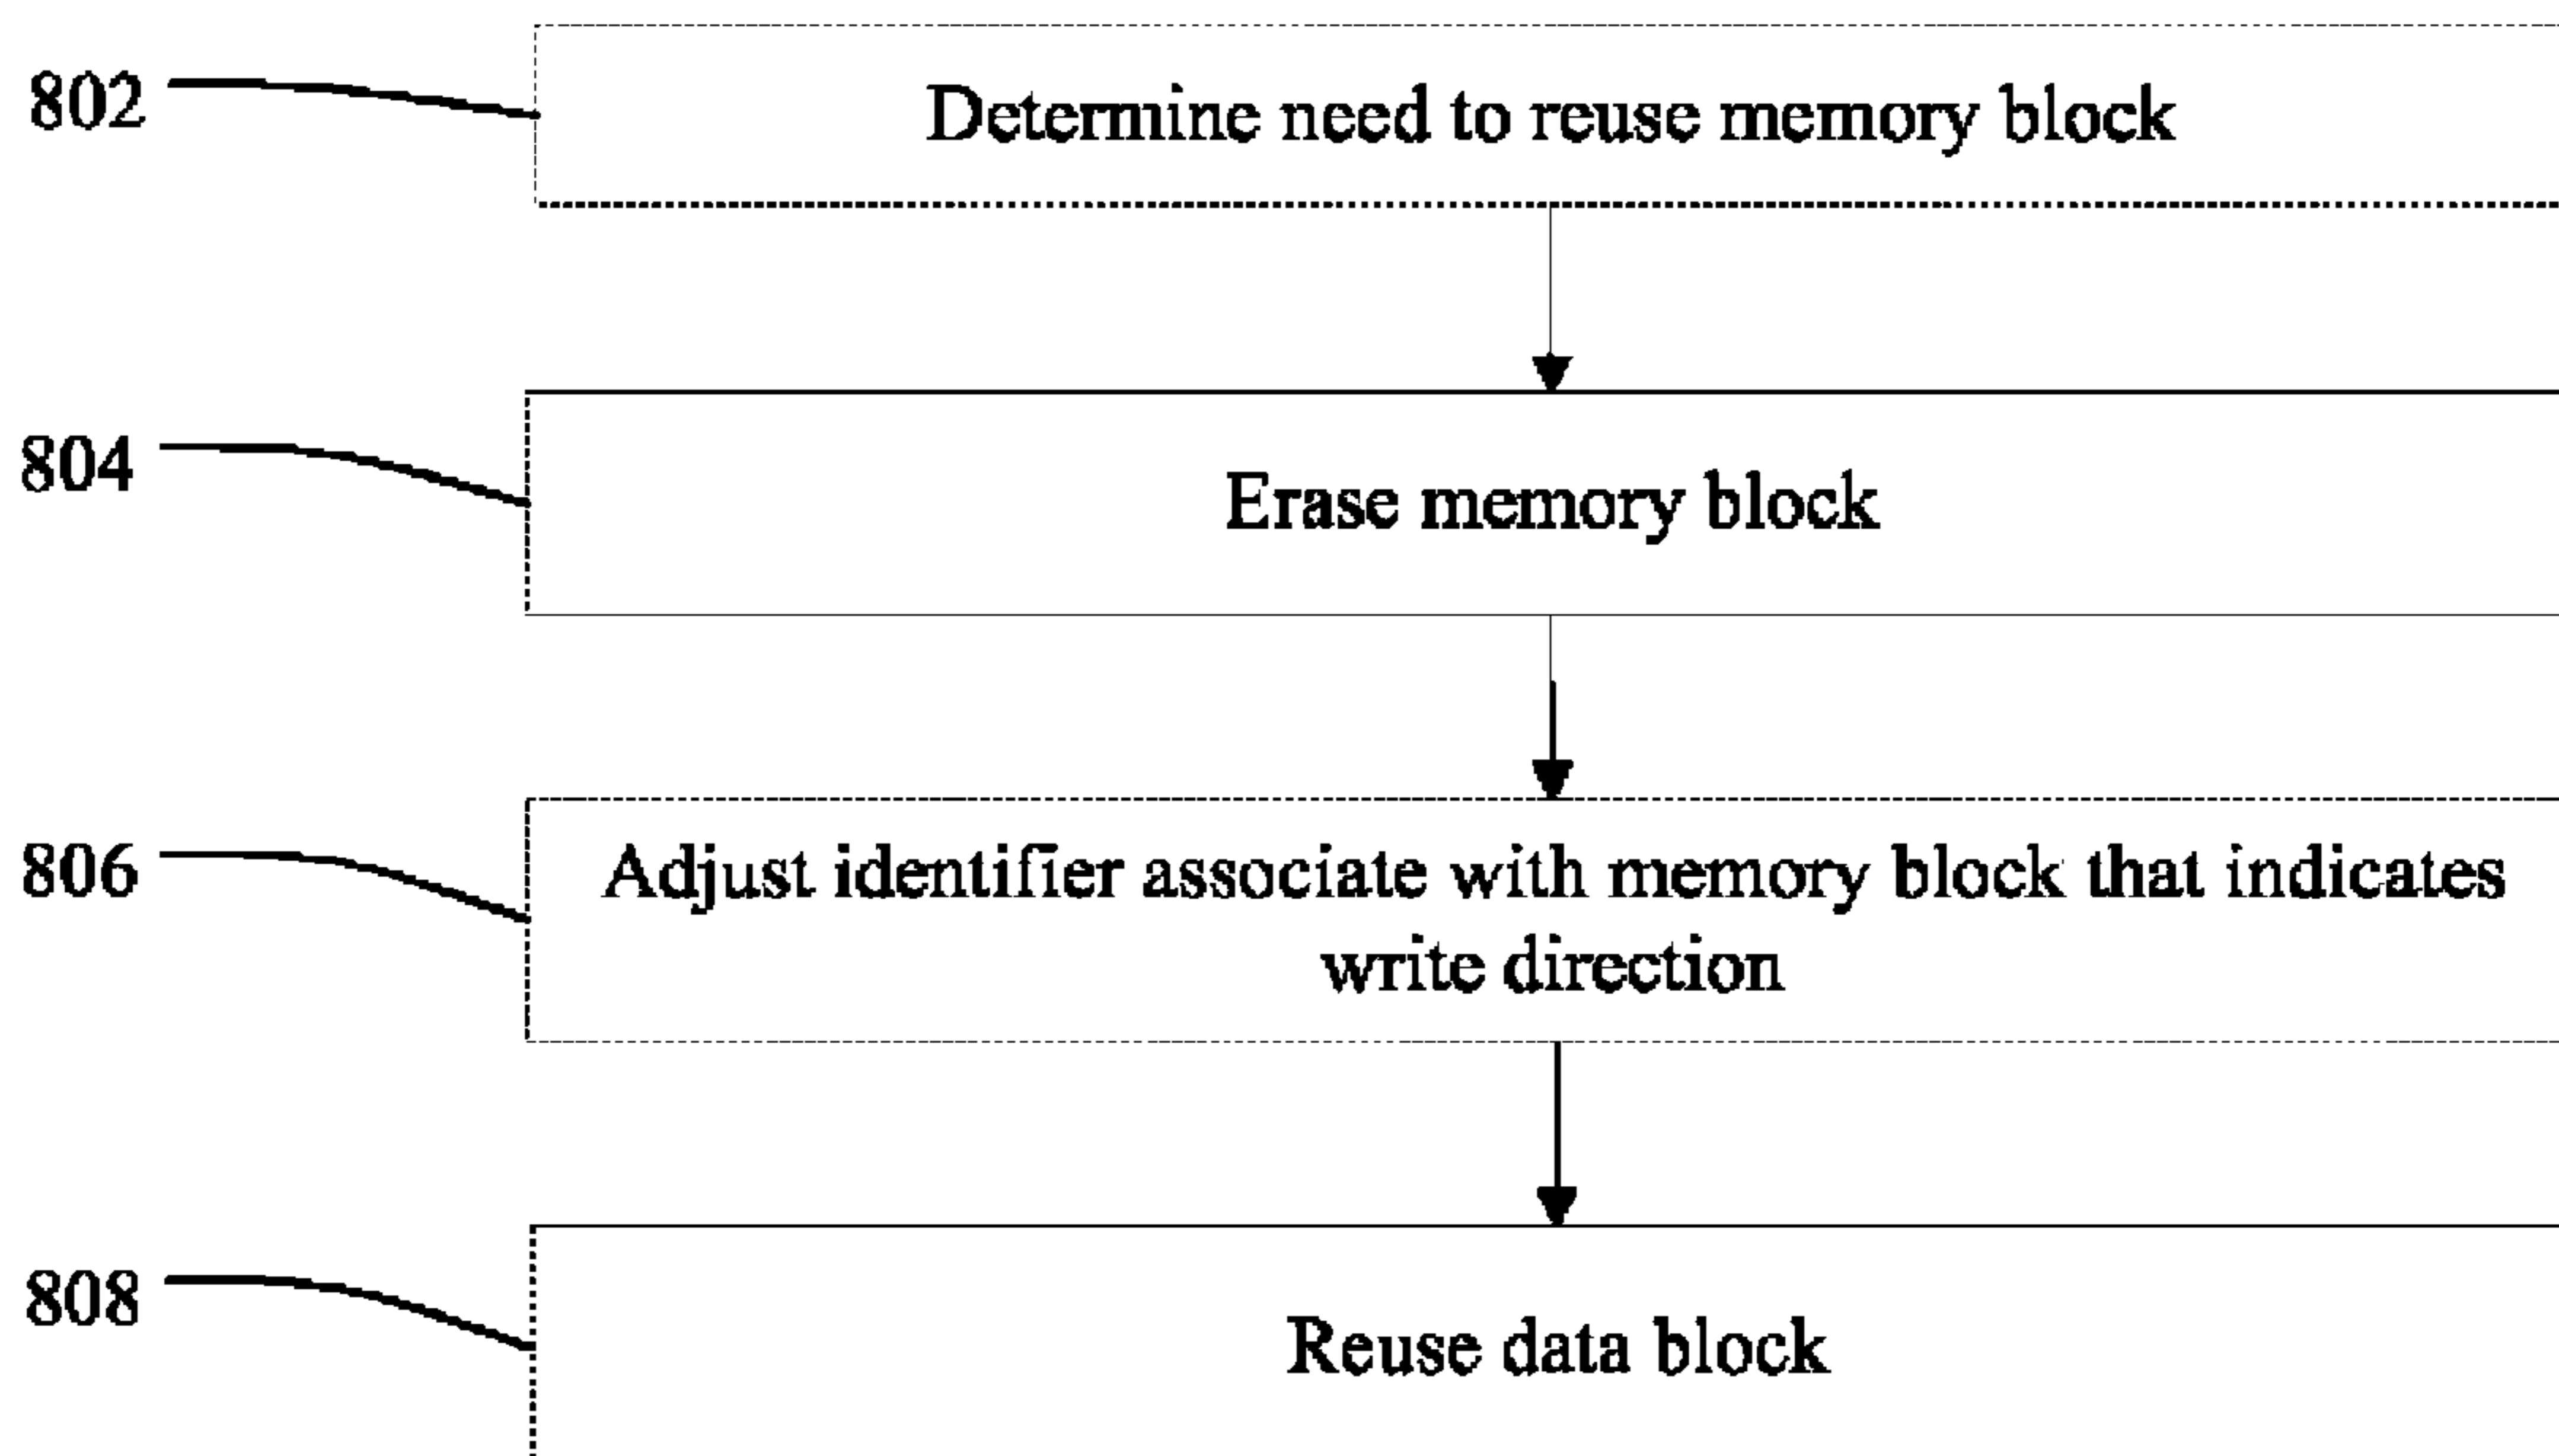 802
Determine need to reuse memory block
804
Erase memory block
806
Adjust identifier associate with memory block that indicates
write direction
808
Reuse data block